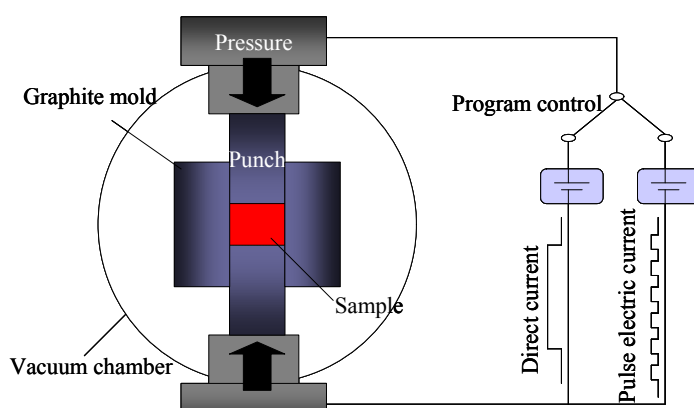 Pressure
Graphite mold
Program control
Punch
Sample
Direct current
Pulse electric current
Vacuum chamber